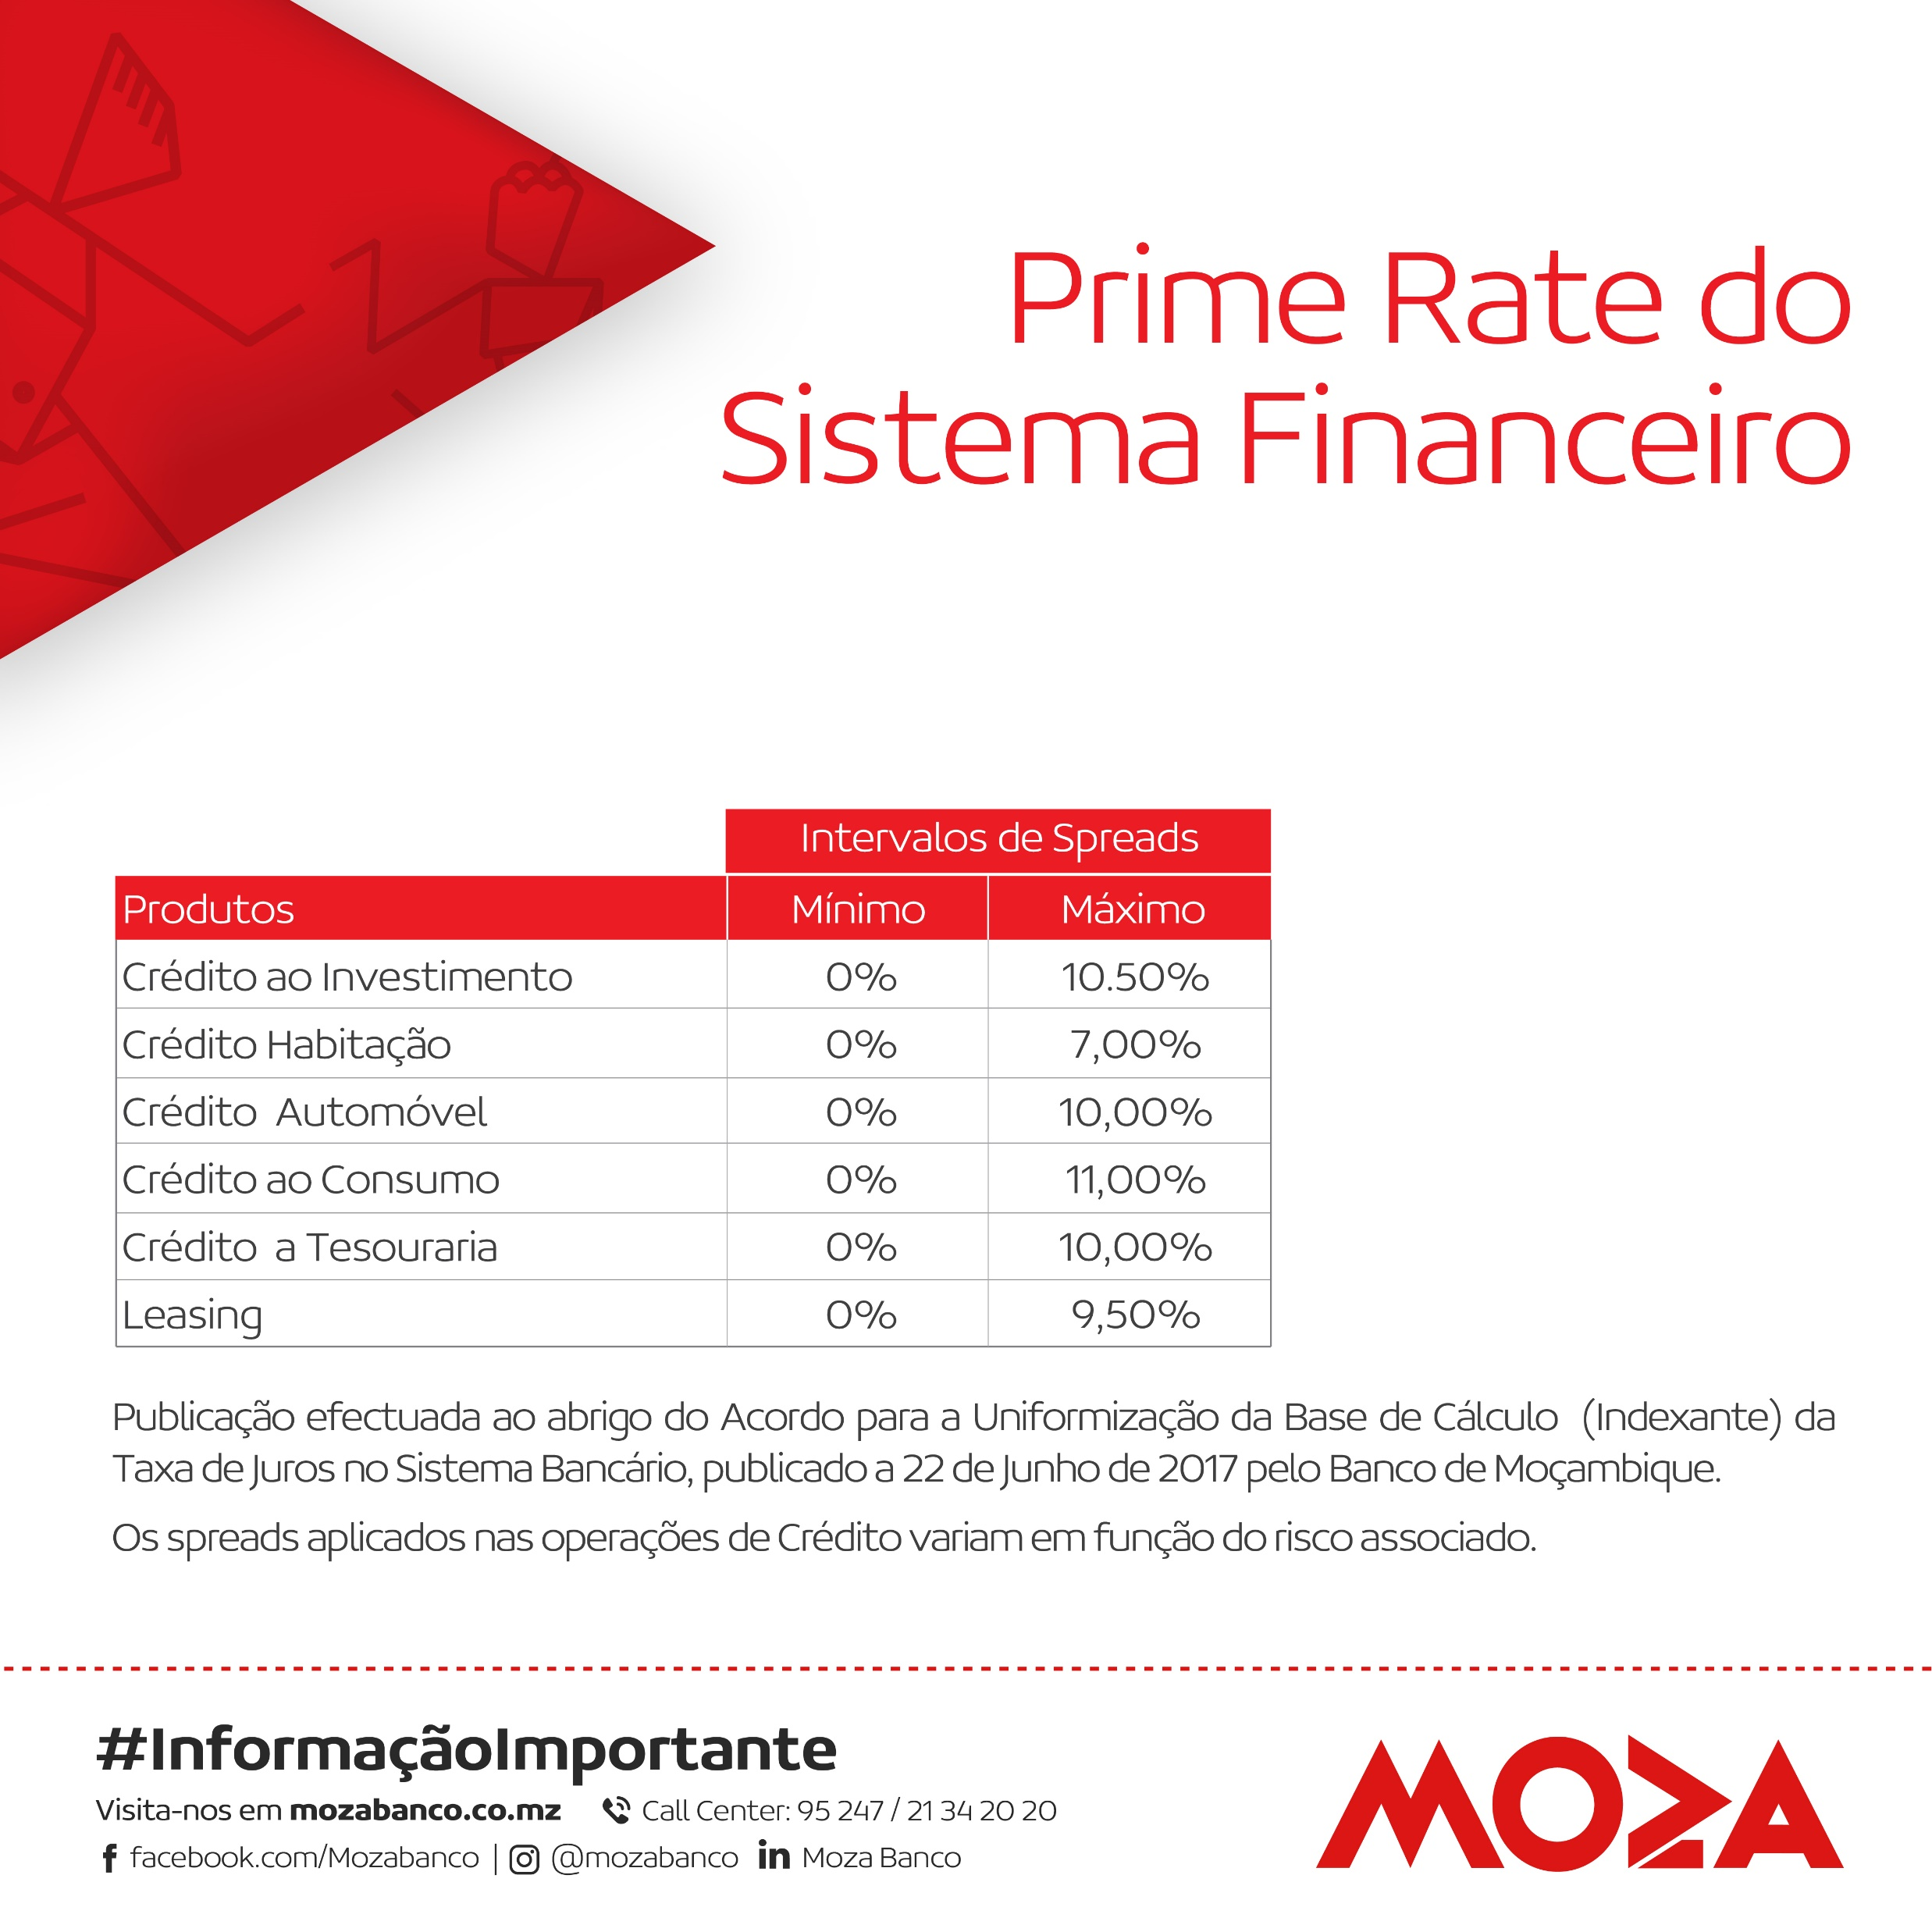 Prime Rate do
Sistema Financeiro
Intervalos de Spreads
Produtos Mínimo Máximo
Crédito ao Investimento 0% 10.50%
Crédito Habitação 0% 7,00%
Crédito Automóvel 0% 10,00%
Crédito ao Consumo 0% 11,00%
Crédito a Tesouraria 0% 10,00%
Leasing 0% 9,50%
Publicação efectuada ao abrigo do Acordo para a Uniformização da Base de Cálculo (Indexante) da
Taxa de Juros no Sistema Bancário, publicado a 22 de Junho de 2017 pelo Banco de Moçambique.
Os spreads aplicados nas operações de Crédito variam em função do risco associado.
#InformaçãoImportante
Visita-nos em mozabanco.co.mz Call Center: 95 247 / 21 34 20 20
facebook.com/Mozabanco | @mozabanco in Moza Banco
MOZA